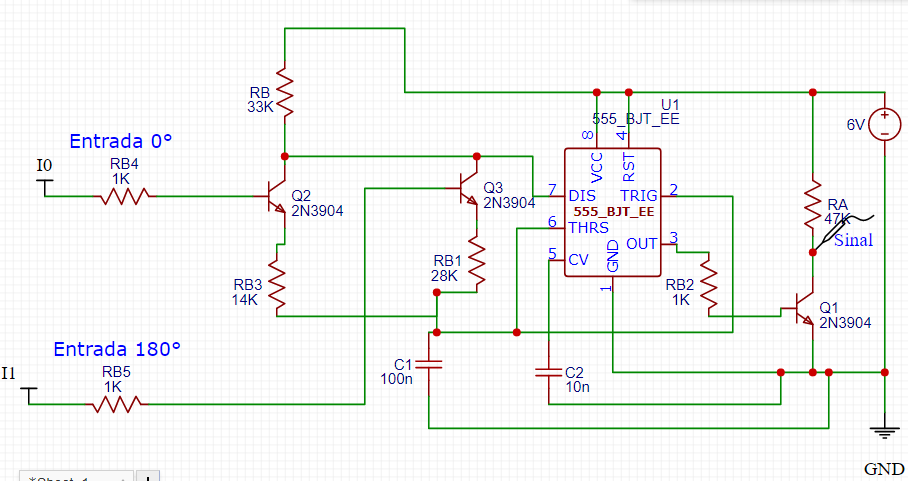 RB
33K
Entrada 0°
I0
RB4
1K
Q2
2N3904
Q3
2N3904
U1
555_BJT_EE
8
4
VCC
RST
7
DIS
TRIG
2
555_BJT_EE
6
THRS
OUT
3
5
CV
GND
1
6V
RA
47K
Sinal
RB3
14K
RB1
28K
RB2
1K
Q1
2N3904
Entrada 180°
I1
RB5
1K
C1
100n
C2
10n
GND